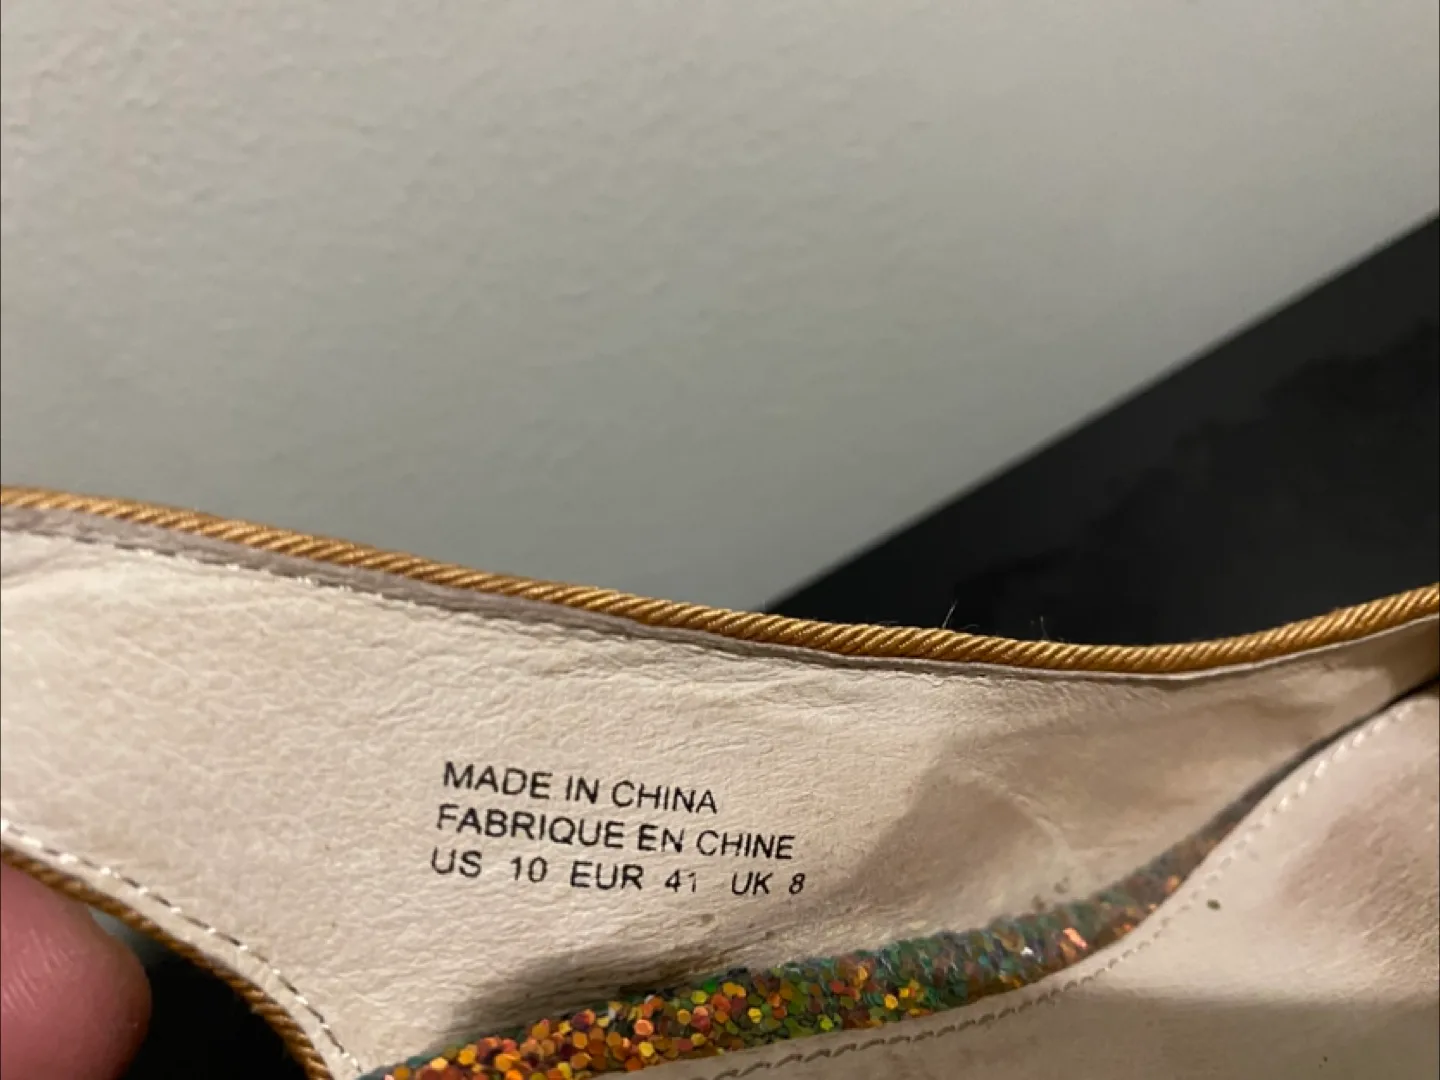 MADE IN CHINA
FABRIQUE EN CHINE
US 10 EUR 41 UK 8